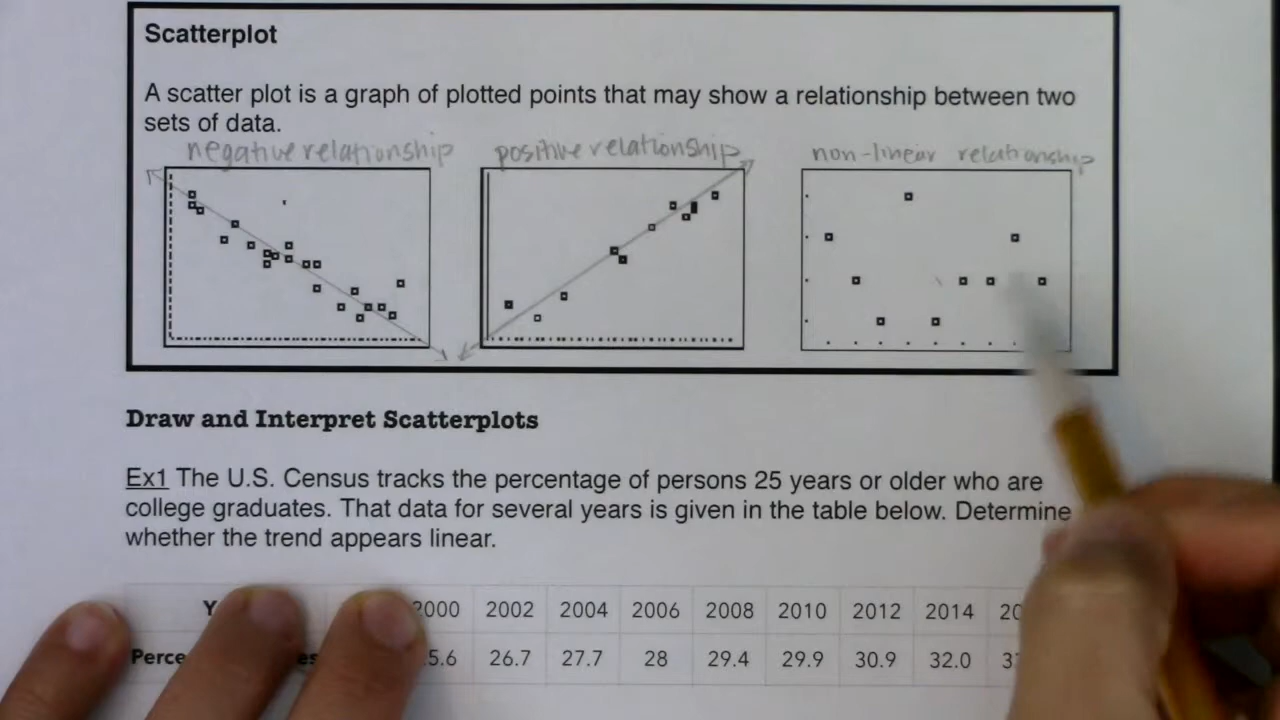 Scatterplot
A scatter plot is a graph of plotted points that may show a relationship between two
sets of data.
negative relationship positive relationship non-linear relationship
Draw and Interpret Scatterplots
Ex1 The U.S. Census tracks the percentage of persons 25 years or older who are
college graduates. That data for several years is given in the table below. Determine
whether the trend appears linear.
2000 2002 2004 2006 2008 2010 2012 2014
26.7 27.7 28 29.4 29.9 30.9 32.0